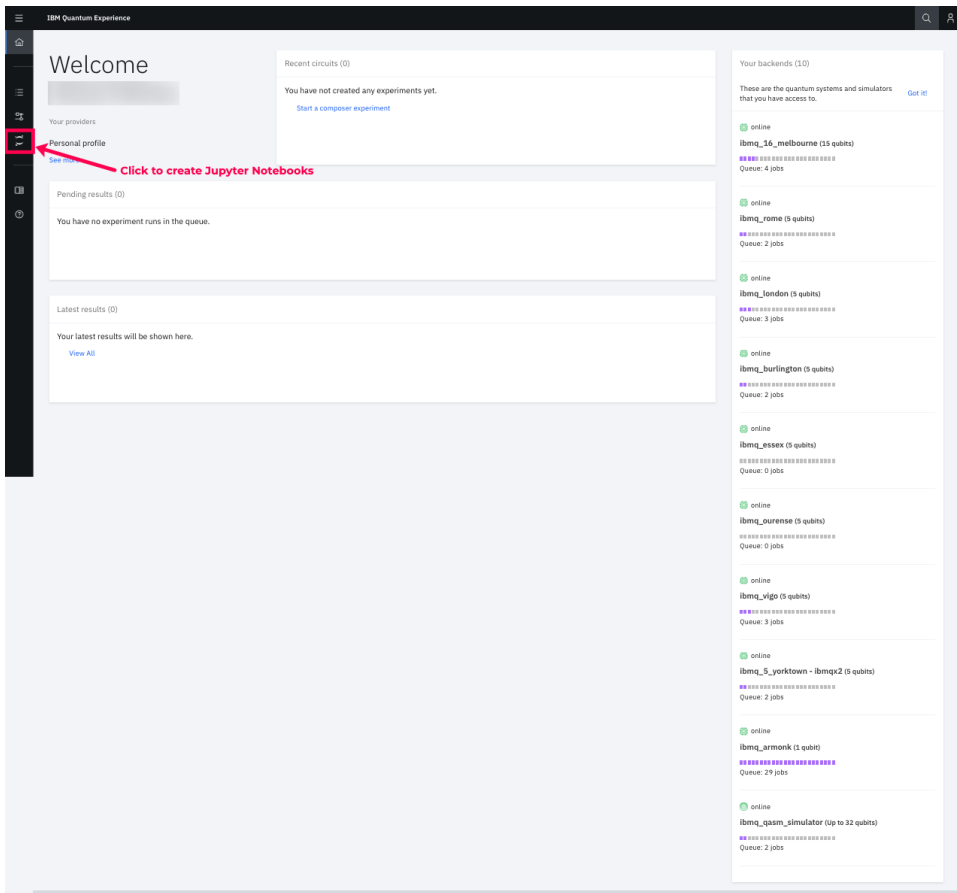 IBM Quantum Experience
Welcome
Your providers
Personal profile
Click to create Jupyter Notebooks
Recent circuits (0)
You have not created any experiments yet.
Start a composer experiment
Pending results (0)
You have no experiment runs in the queue.
Latest results (0)
Your latest results will be shown here.
View All
Your backends (10)
These are the quantum systems and simulators
that you have access to.
Got it!
online
ibmq_16_melbourne (15 qubits)
Queue: 4 jobs
online
ibmq_rome (5 qubits)
Queue: 2 jobs
online
ibmq_london (5 qubits)
Queue: 3 jobs
online
ibmq_burlington (5 qubits)
Queue: 2 jobs
online
ibmq_essex (5 qubits)
Queue: 0 jobs
online
ibmq_ourense (5 qubits)
Queue: 0 jobs
online
ibmq_vigo (5 qubits)
Queue: 3 jobs
online
ibmq_5_yorktown - ibmqx2 (5 qubits)
Queue: 2 jobs
online
ibmq_armonk (1 qubit)
Queue: 29 jobs
online
ibmq_qasm_simulator (Up to 32 qubits)
Queue: 2 jobs